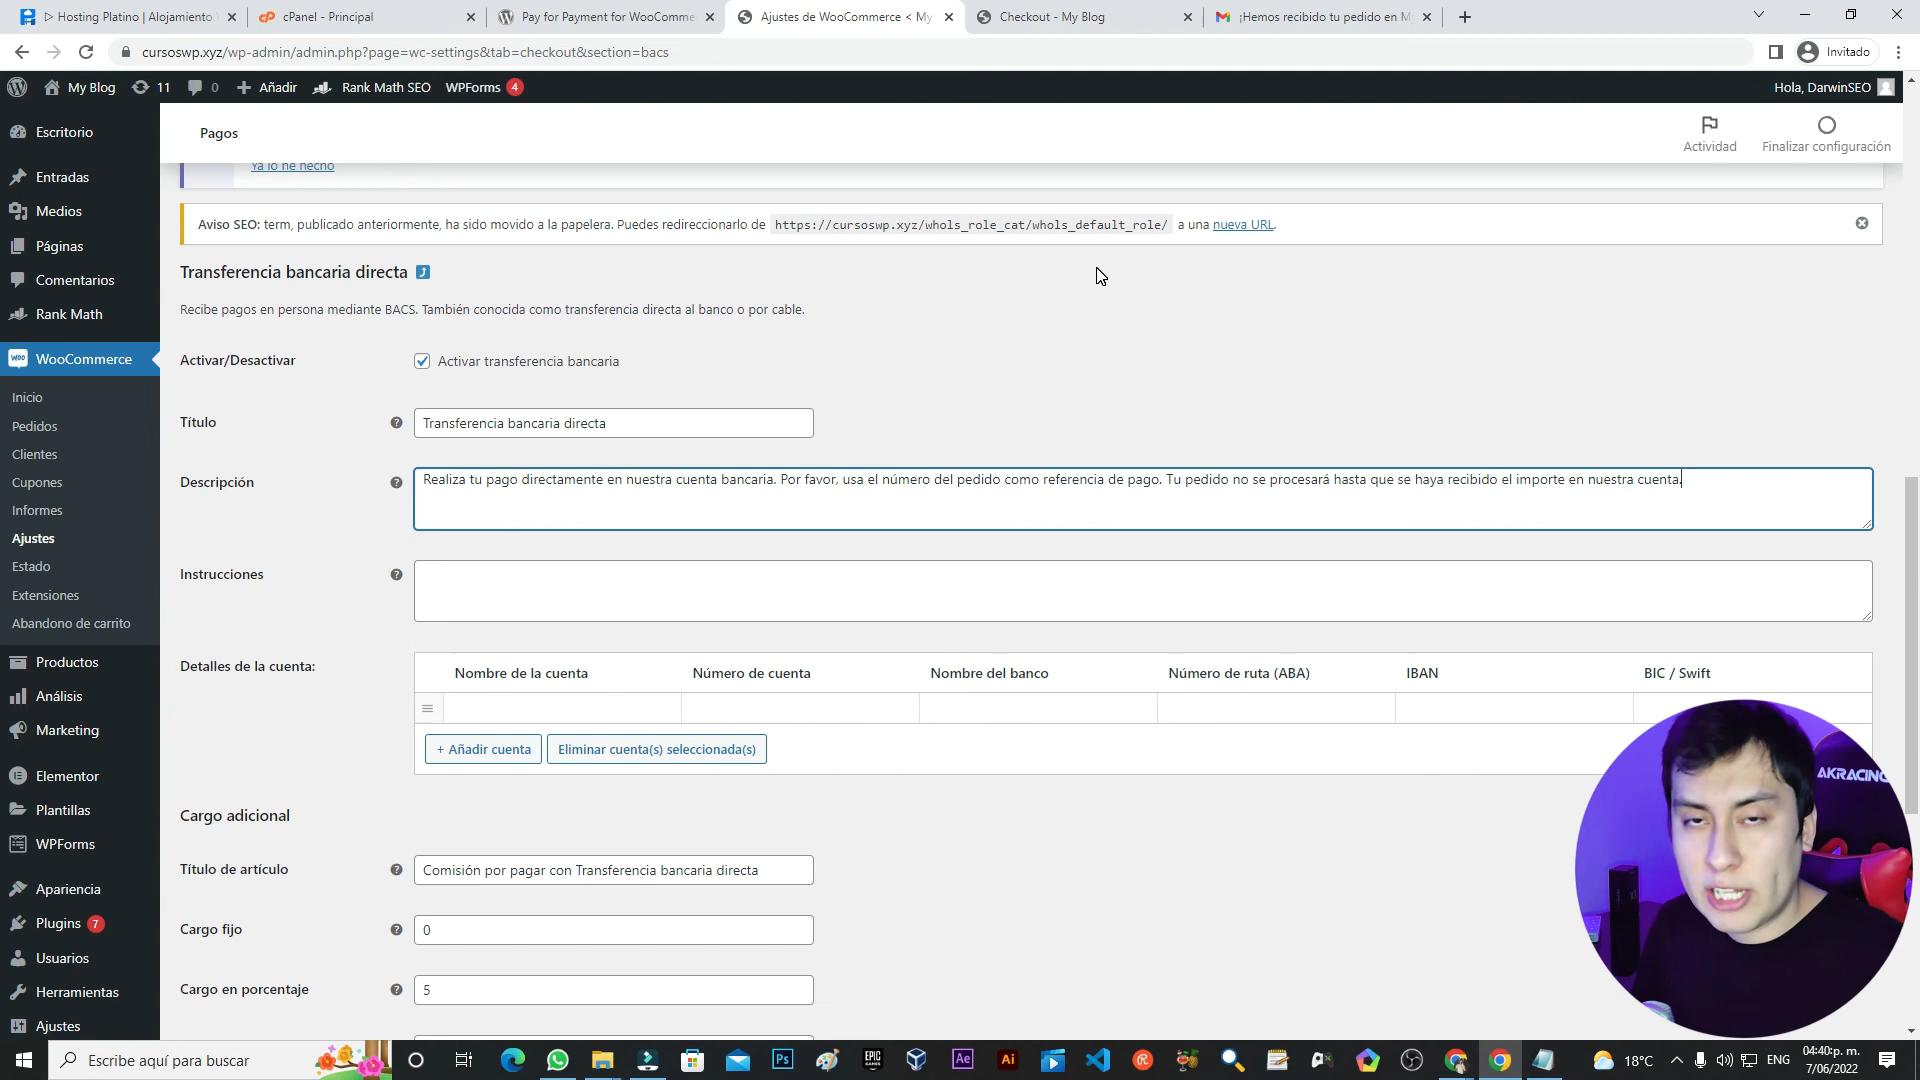 ▷ Hosting Platino | Alojamiento
cPanel - Principal
Pay for Payment for WooComme
Ajustes de WooCommerce < My
Checkout - My Blog
¡Hemos recibido tu pedido en M
cursoswp.xyz/wp-admin/admin.php?page=wc-settings&tab=checkout&section=bacs
Invitado
My Blog
11
0
Añadir
Rank Math SEO
WPForms
4
Hola, DarwinSEO
Escritorio
Entradas
Medios
Páginas
Comentarios
Rank Math
WooCommerce
Inicio
Pedidos
Clientes
Cupones
Informes
Ajustes
Estado
Extensiones
Abandono de carrito
Productos
Análisis
Marketing
Elementor
Plantillas
WPForms
Apariencia
Plugins 7
Usuarios
Herramientas
Ajustes
Pagos
Actividad
Finalizar configuración
Ya lo he hecho
Aviso SEO: term, publicado anteriormente, ha sido movido a la papelera. Puedes redireccionarlo de https://cursoswp.xyz/whols_role_cat/whols_default_role/ a una nueva URL.
Transferencia bancaria directa
Recibe pagos en persona mediante BACS. También conocida como transferencia directa al banco o por cable.
Activar/Desactivar
Activar transferencia bancaria
Título
Transferencia bancaria directa
Descripción
Realiza tu pago directamente en nuestra cuenta bancaria. Por favor, usa el número del pedido como referencia de pago. Tu pedido no se procesará hasta que se haya recibido el importe en nuestra cuenta.
Instrucciones
Detalles de la cuenta:
Nombre de la cuenta
Número de cuenta
Nombre del banco
Número de ruta (ABA)
IBAN
BIC / Swift
+ Añadir cuenta
Eliminar cuenta(s) seleccionada(s)
Cargo adicional
Título de artículo
Comisión por pagar con Transferencia bancaria directa
Cargo fijo
0
Cargo en porcentaje
5
AKRACING
Escribe aquí para buscar
Ps
EPIC GAMES
Ae
Ai
18°C
ENG
04:40 p. m.
7/06/2022